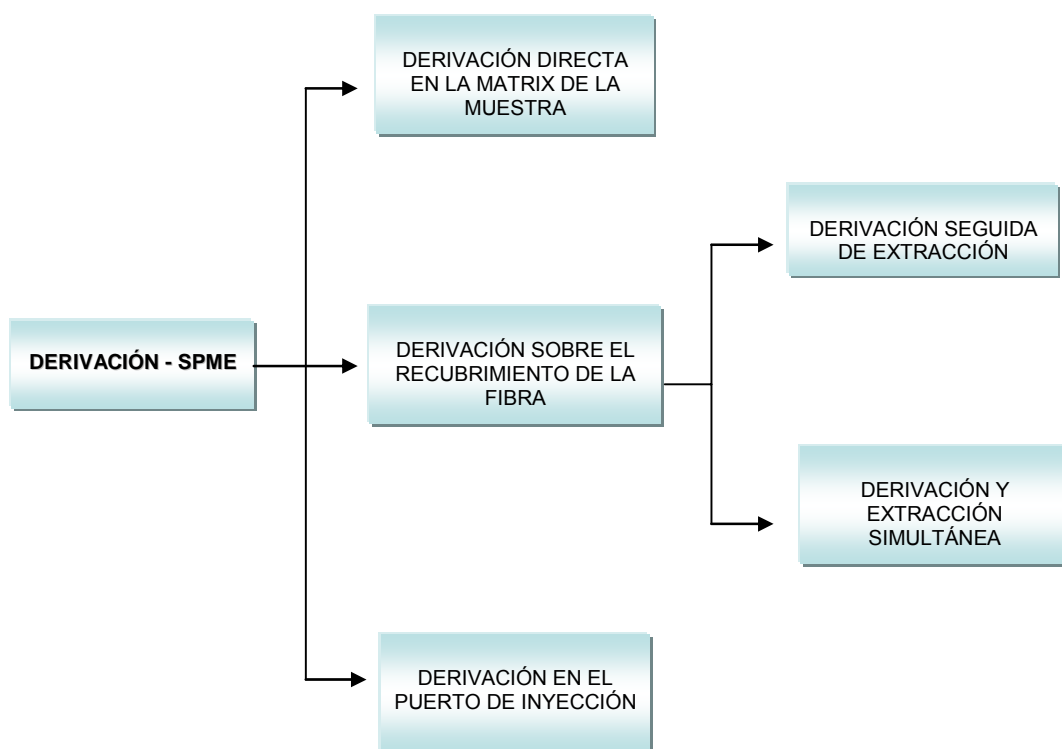 DERIVACIÓN DIRECTA
EN LA MATRIX DE LA
MUESTRA
DERIVACIÓN SEGUIDA
DE EXTRACCIÓN
DERIVACIÓN - SPME
DERIVACIÓN SOBRE EL
RECUBRIMIENTO DE LA
FIBRA
DERIVACIÓN Y
EXTRACCIÓN
SIMULTÁNEA
DERIVACIÓN EN EL
PUERTO DE INYECCIÓN